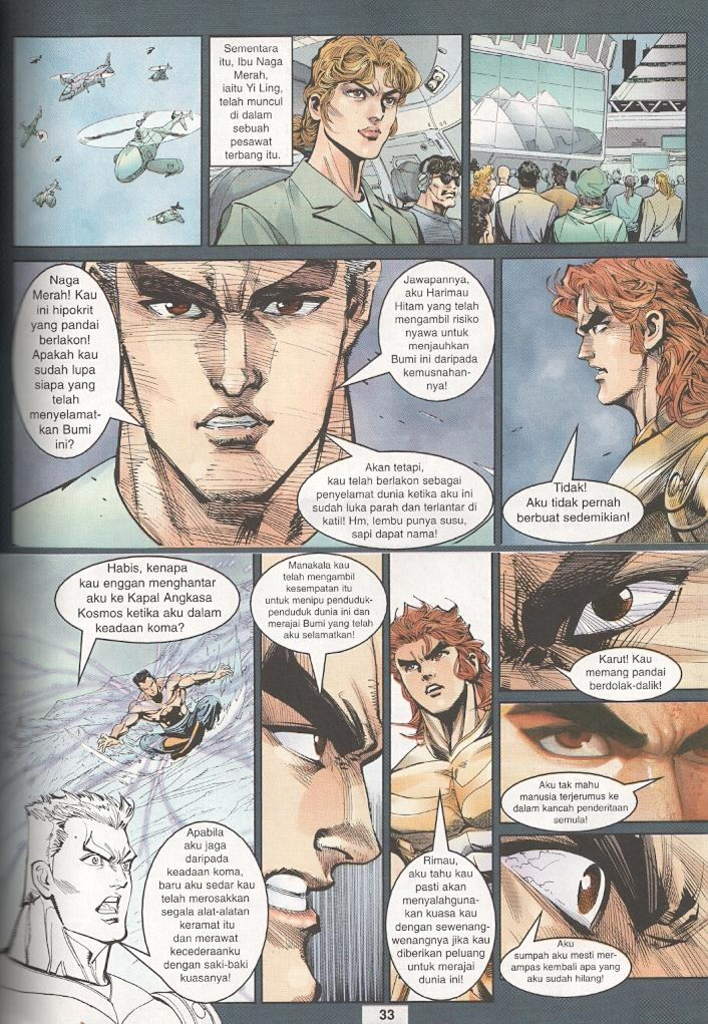 Sementara
itu, Ibu Naga
Merah,
iaitu Yi Ling,
telah muncul
di dalam
sebuah
pesawat
terbang itu.
Naga
Merah! Kau
ini hipokrit
yang pandai
berlakon!
Apakah kau
sudah lupa
siapa yang
telah
menyelamat-
kan Bumi
ini?
Jawapannya,
aku Harimau
Hitam yang telah
mengambil risiko
nyawa untuk
menjauhkan
Bumi ini daripada
kemusnahan-
nya!
Akan tetapi,
kau telah berlakon sebagai
penyelamat dunia ketika aku ini
sudah luka parah dan terlantar di
katil! Hm, lembu punya susu,
sapi dapat nama!
Tidak!
Aku tidak pernah
berbuat sedemikian!
Habis, kenapa
kau enggan menghantar
aku ke Kapal Angkasa
Kosmos ketika aku dalam
keadaan koma?
Apabila
aku jaga
daripada
keadaan koma,
baru aku sedar kau
telah merosakkan
segala alat-alatan
keramat itu
dan merawat
kecederaanku
dengan saki-baki
kuasanya!
Manakala kau
telah mengambil
kesempatan itu
untuk menipu penduduk-
penduduk dunia ini dan
merajai Bumi yang telah
aku selamatkan!
Rimau,
aku tahu kau
pasti akan
menyalahguna-
kan kuasa kau
dengan sewenang-
wenangnya jika kau
diberikan peluang
untuk merajai
dunia ini!
Karut! Kau
memang pandai
berdolak-dalik!
Aku tak mahu
manusia terjerumus ke
dalam kancah penderitaan
semula!
Aku
sumpah aku mesti mer-
ampas kembali apa yang
aku sudah hilang!
33